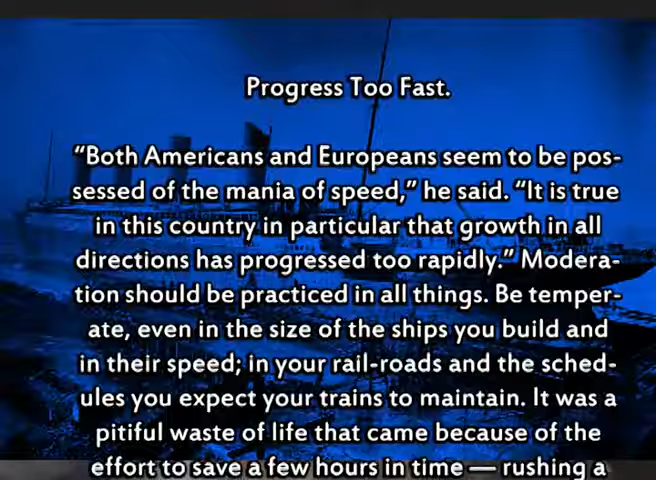 Progress Too Fast.
“Both Americans and Europeans seem to be pos-
sessed of the mania of speed,” he said. “It is true
in this country in particular that growth in all
directions has progressed too rapidly.” Modera-
tion should be practiced in all things. Be temper-
ate, even in the size of the ships you build and
in their speed; in your rail-roads and the sched-
ules you expect your trains to maintain. It was a
pitiful waste of life that came because of the
effort to save a few hours in time — rushing a